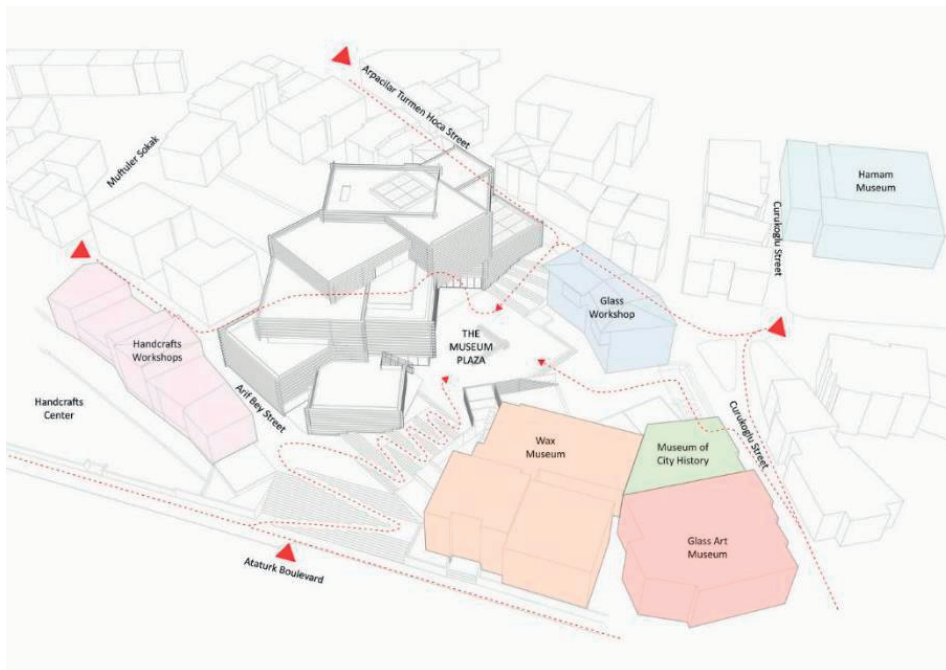 Arpacilar Turmen Hoca Street
Muftuler Sokak
Hamam
Museum
Curukoglu Street
Glass
Workshop
THE
MUSEUM
PLAZA
Handcrafts
Workshops
Handcrafts
Center
Arif Bey Street
Wax
Museum
Museum of
City History
Curukoglu Street
Glass Art
Museum
Ataturk Boulevard